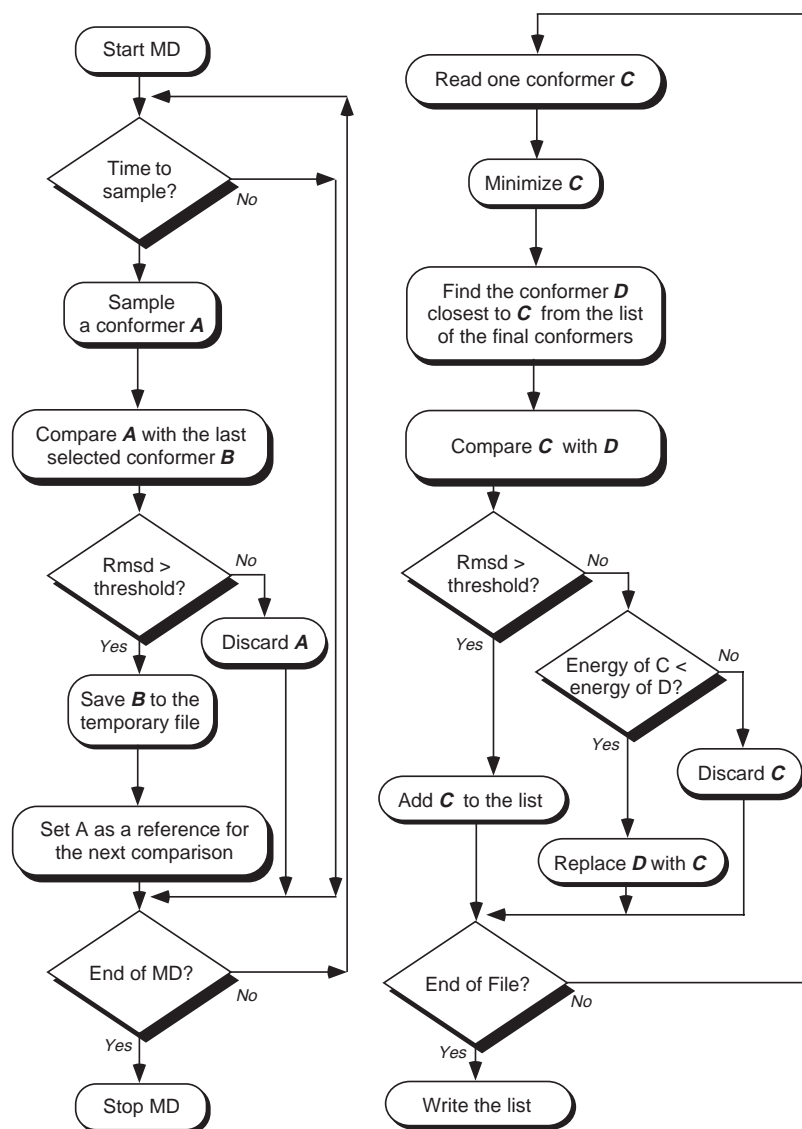 Start MD
Time to
sample?
No
Sample
a conformer A
Compare A with the last
selected conformer B
Rmsd >
threshold?
No
Yes
Discard A
Save B to the
temporary file
Set A as a reference for
the next comparison
End of MD?
No
Yes
Stop MD
Read one conformer C
Minimize C
Find the conformer D
closest to C from the list
of the final conformers
Compare C with D
Rmsd >
threshold?
No
Yes
Energy of C <
energy of D?
No
Yes
Discard C
Add C to the list
Replace D with C
End of File?
No
Yes
Write the list